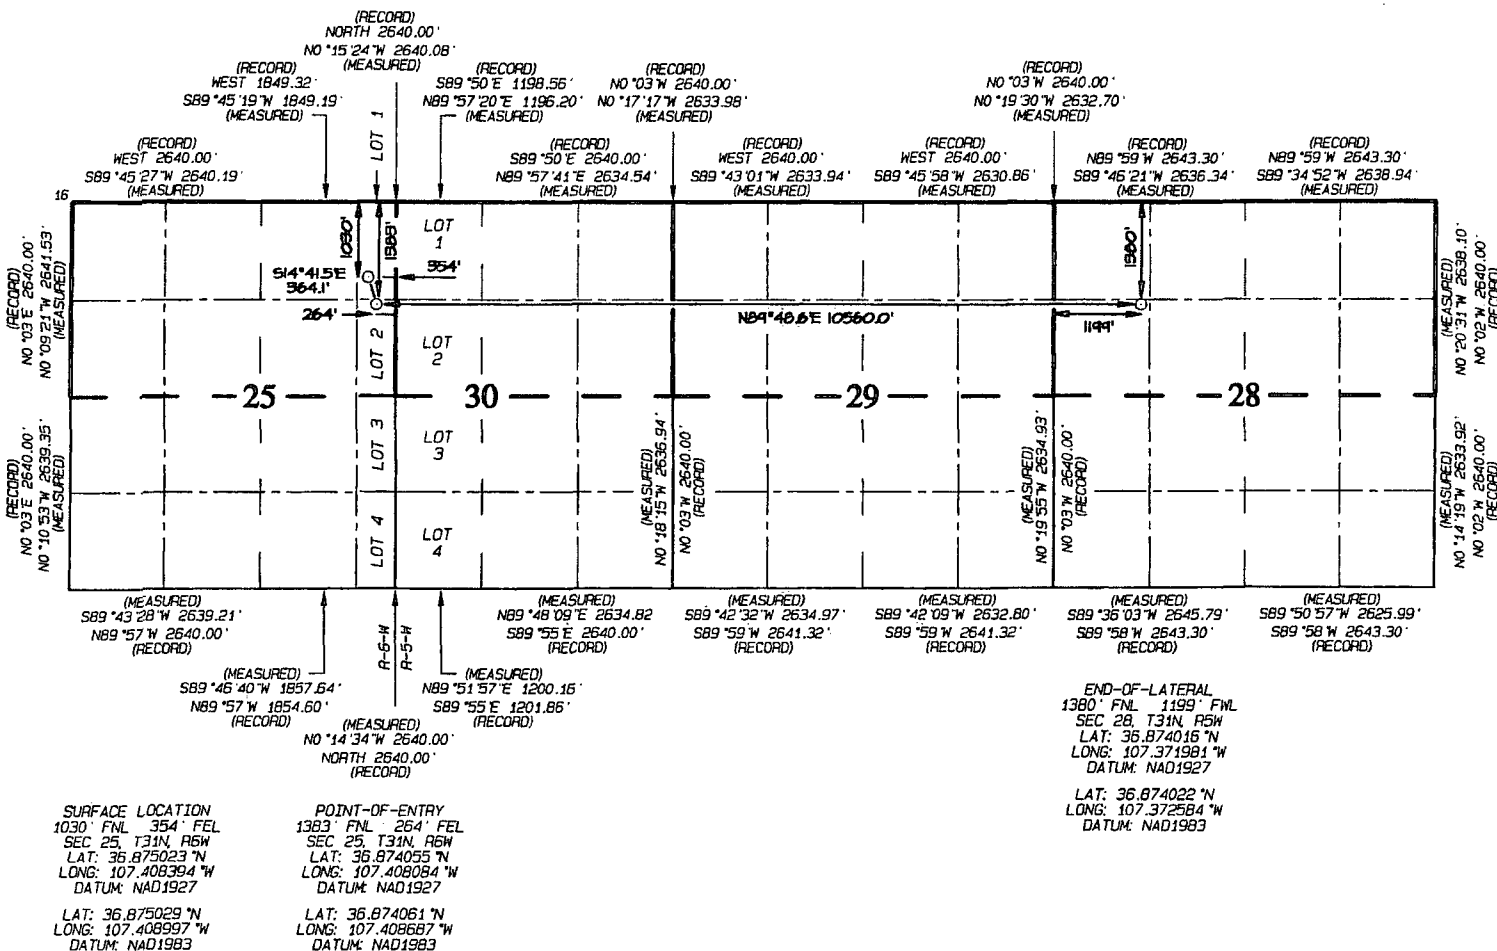 (RECORD)
NORTH 2640.00'
N0°15'24"W 2640.08'
(MEASURED)
(RECORD)
WEST 1849.32'
S89°45'19"W 1849.19'
(MEASURED)
(RECORD)
S89°50'E 1198.56'
N89°57'20"E 1196.20'
(MEASURED)
(RECORD)
N0°03'W 2640.00'
N0°17'17"W 2633.98'
(MEASURED)
(RECORD)
N0°03'W 2640.00'
N0°19'30"W 2632.70'
(MEASURED)
(RECORD)
WEST 2640.00'
S89°45'27"W 2640.19'
(MEASURED)
LOT 1
(RECORD)
S89°50'E 2640.00'
N89°57'41"E 2634.54'
(MEASURED)
(RECORD)
WEST 2640.00'
S89°43'01"W 2633.94'
(MEASURED)
(RECORD)
WEST 2640.00'
S89°45'58"W 2630.86'
(MEASURED)
(RECORD)
N89°59'W 2643.30'
S89°46'21"W 2636.34'
(MEASURED)
(RECORD)
N89°59'W 2643.30'
S89°34'52"W 2638.94'
(MEASURED)
16
(RECORD)
N0°03'E 2640.00'
N0°09'21"W 2641.53'
(MEASURED)
1030'
1383'
LOT
1
S14°41.5'E
364.1'
354'
264'
N89°48.6'E 10560.0'
1380'
1199'
(MEASURED)
N0°20'31"W 2638.10'
N0°02'W 2640.00'
(RECORD)
LOT 2
LOT
2
25
30
29
28
(RECORD)
N0°03'E 2640.00'
N0°10'53"W 2639.35'
(MEASURED)
LOT 3
LOT
3
LOT 4
LOT
4
(MEASURED)
N0°18'15"W 2636.94'
N0°03'W 2640.00'
(RECORD)
(MEASURED)
N0°19'55"W 2634.93'
N0°03'W 2640.00'
(RECORD)
(MEASURED)
N0°14'19"W 2633.92'
N0°02'W 2640.00'
(RECORD)
(MEASURED)
S89°43'28"W 2639.21'
N89°57'W 2640.00'
(RECORD)
R-6-W
R-5-W
(MEASURED)
N89°48'09"E 2634.82
S89°55'E 2640.00'
(RECORD)
(MEASURED)
S89°42'32"W 2634.97'
S89°59'W 2641.32'
(RECORD)
(MEASURED)
S89°42'09"W 2632.80'
S89°59'W 2641.32'
(RECORD)
(MEASURED)
S89°36'03"W 2645.79'
S89°58'W 2643.30'
(RECORD)
(MEASURED)
S89°50'57"W 2625.99'
S89°58'W 2643.30'
(RECORD)
(MEASURED)
S89°46'40"W 1857.64'
N89°57'W 1854.60'
(RECORD)
(MEASURED)
N89°51'57"E 1200.16'
S89°55'E 1201.86'
(RECORD)
(MEASURED)
N0°14'34"W 2640.00'
NORTH 2640.00'
(RECORD)
END-OF-LATERAL
1380' FNL 1199' FWL
SEC 28, T31N, R5W
LAT: 36.874016°N
LONG: 107.371981°W
DATUM: NAD1927
LAT: 36.874022°N
LONG: 107.372584°W
DATUM: NAD1983
SURFACE LOCATION
1030' FNL 354' FEL
SEC 25, T31N, R6W
LAT: 36.875023°N
LONG: 107.408394°W
DATUM: NAD1927
LAT: 36.875029°N
LONG: 107.408997°W
DATUM: NAD1983
POINT-OF-ENTRY
1383' FNL 264' FEL
SEC 25, T31N, R6W
LAT: 36.874055°N
LONG: 107.408084°W
DATUM: NAD1927
LAT: 36.874061°N
LONG: 107.408687°W
DATUM: NAD1983